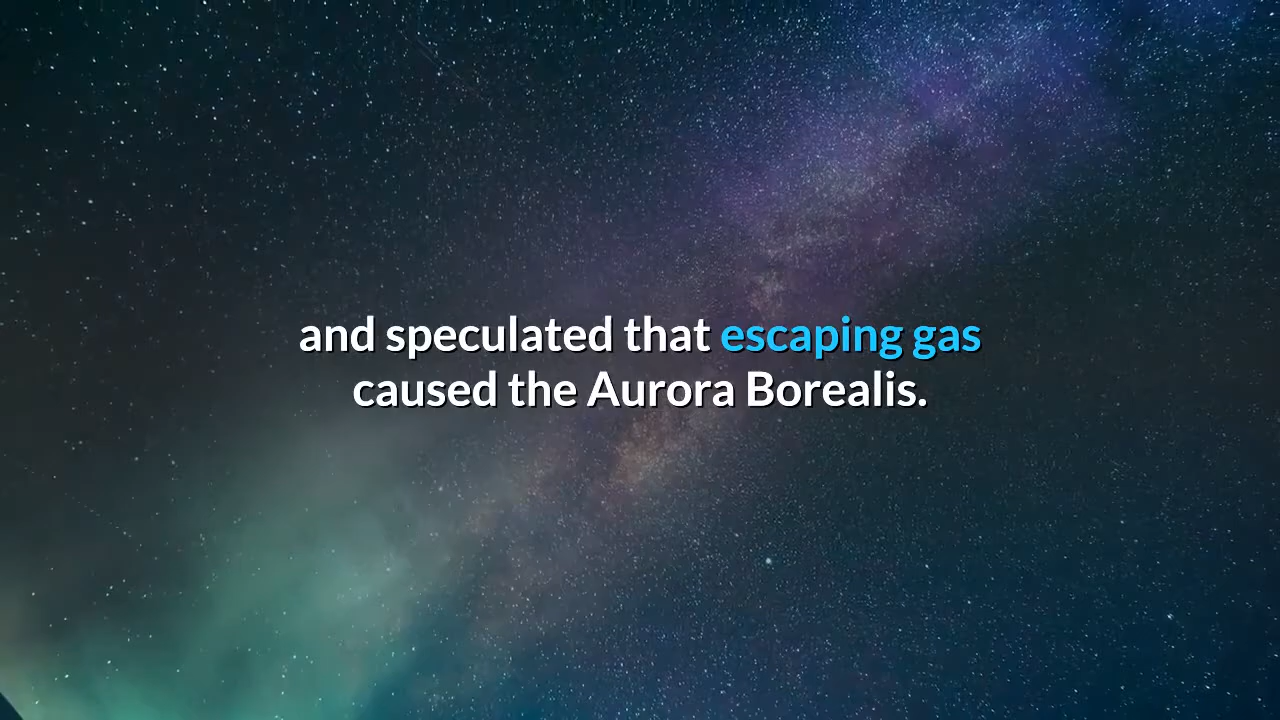 and speculated that escaping gas
caused the Aurora Borealis.